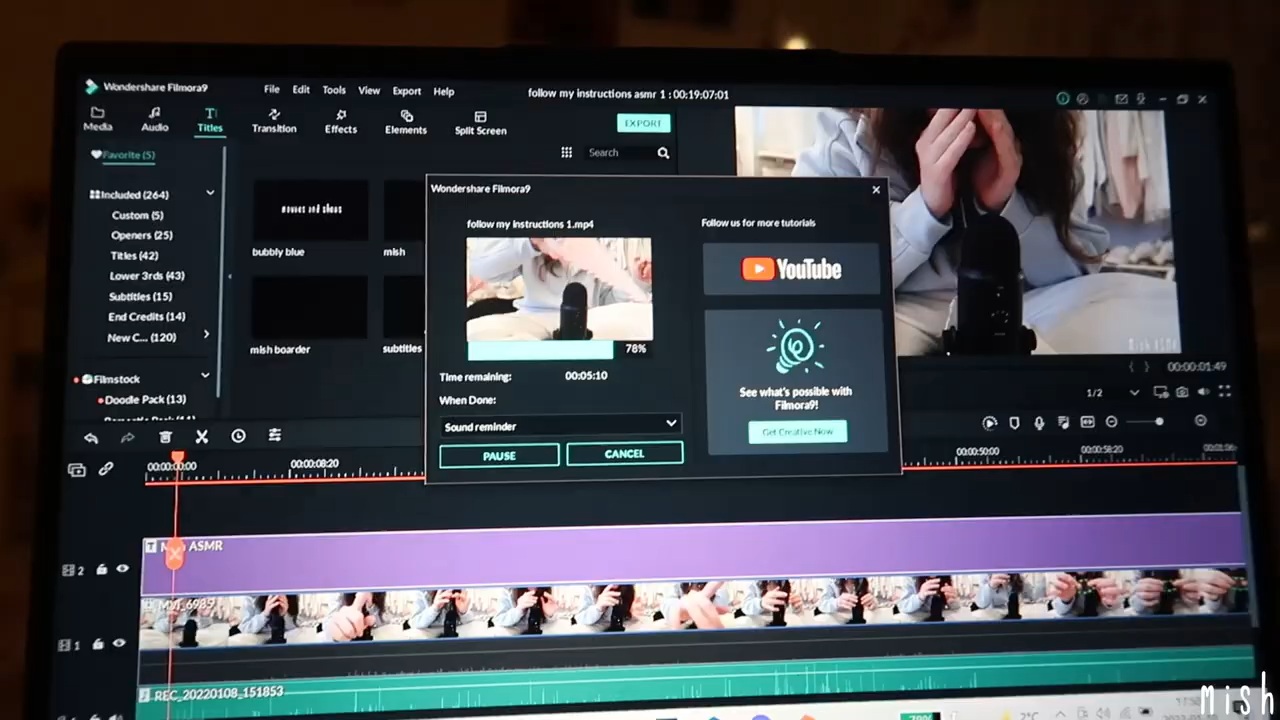 Wondershare Filmora9
File Edit Tools View Export Help
follow my instructions asmr 1 : 00:19:07:01
Media
Audio
Titles
Transition
Effects
Elements
Split Screen
EXPORT
Favorite (5)
Search
Included (264)
Custom (5)
Openers (25)
Titles (42)
Lower 3rds (43)
Subtitles (15)
End Credits (14)
New C... (120)
Filmstock
Doodle Pack (13)
bubbly blue
mish
mish boarder
subtitles
Wondershare Filmora9
follow my instructions 1.mp4
78%
Time remaining: 00:05:10
When Done:
Sound reminder
PAUSE
CANCEL
Follow us for more tutorials
YouTube
See what's possible with
Filmora9!
Get Creative Now
Mish ASMR
00:00:01:49
1/2
00:00:00:00
00:00:08:20
00:00:50:00
00:00:58:20
ASMR
2
MVI_6985
1
REC_20220108_151853
2°C
Mish